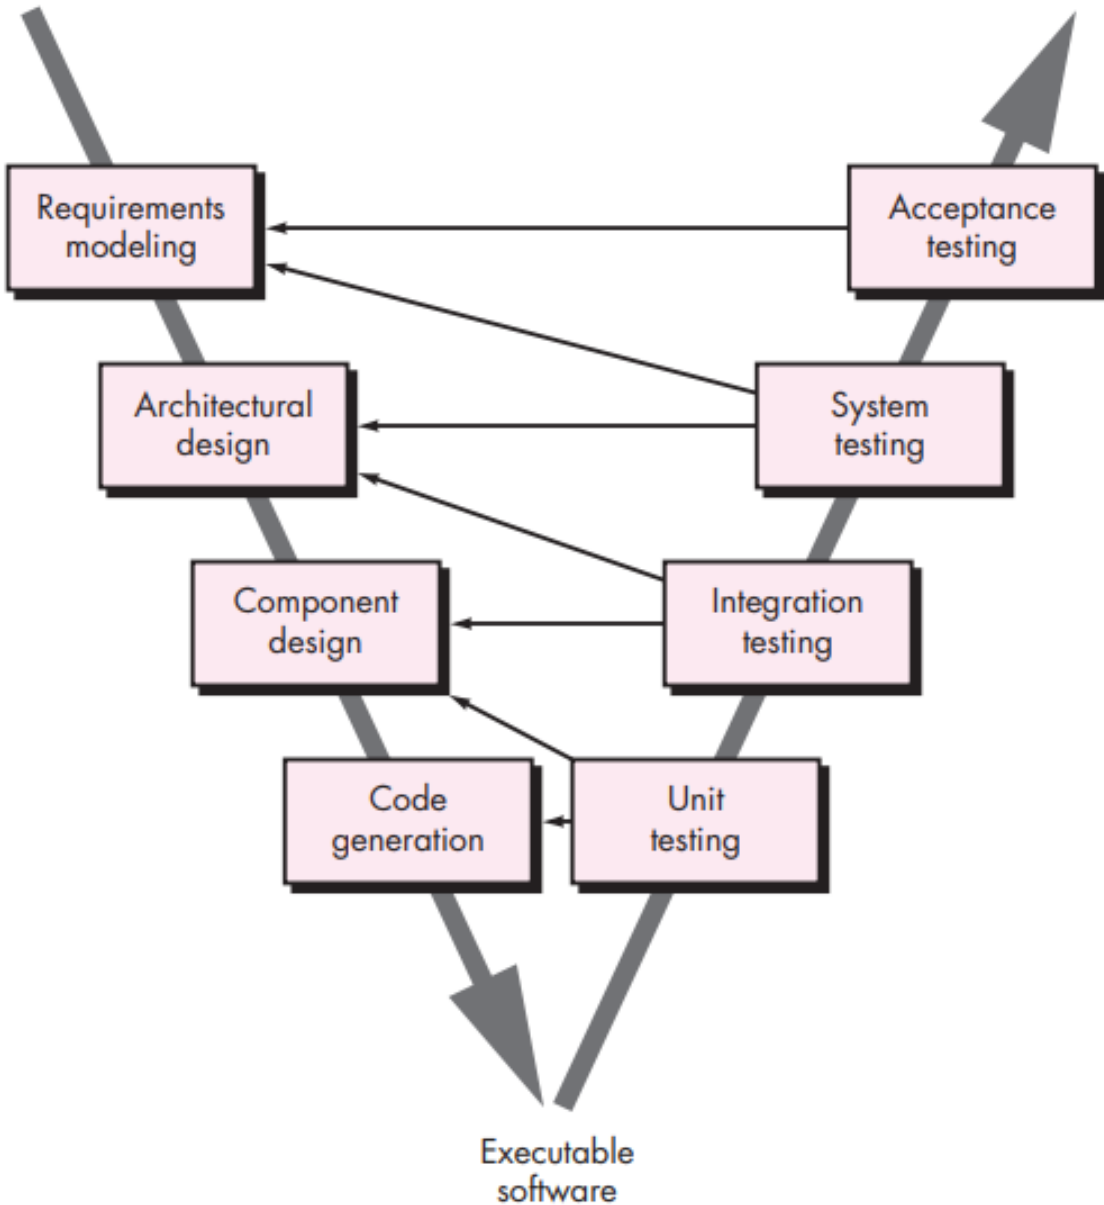 Requirements
modeling
Acceptance
testing
Architectural
design
System
testing
Component
design
Integration
testing
Code
generation
Unit
testing
Executable
software